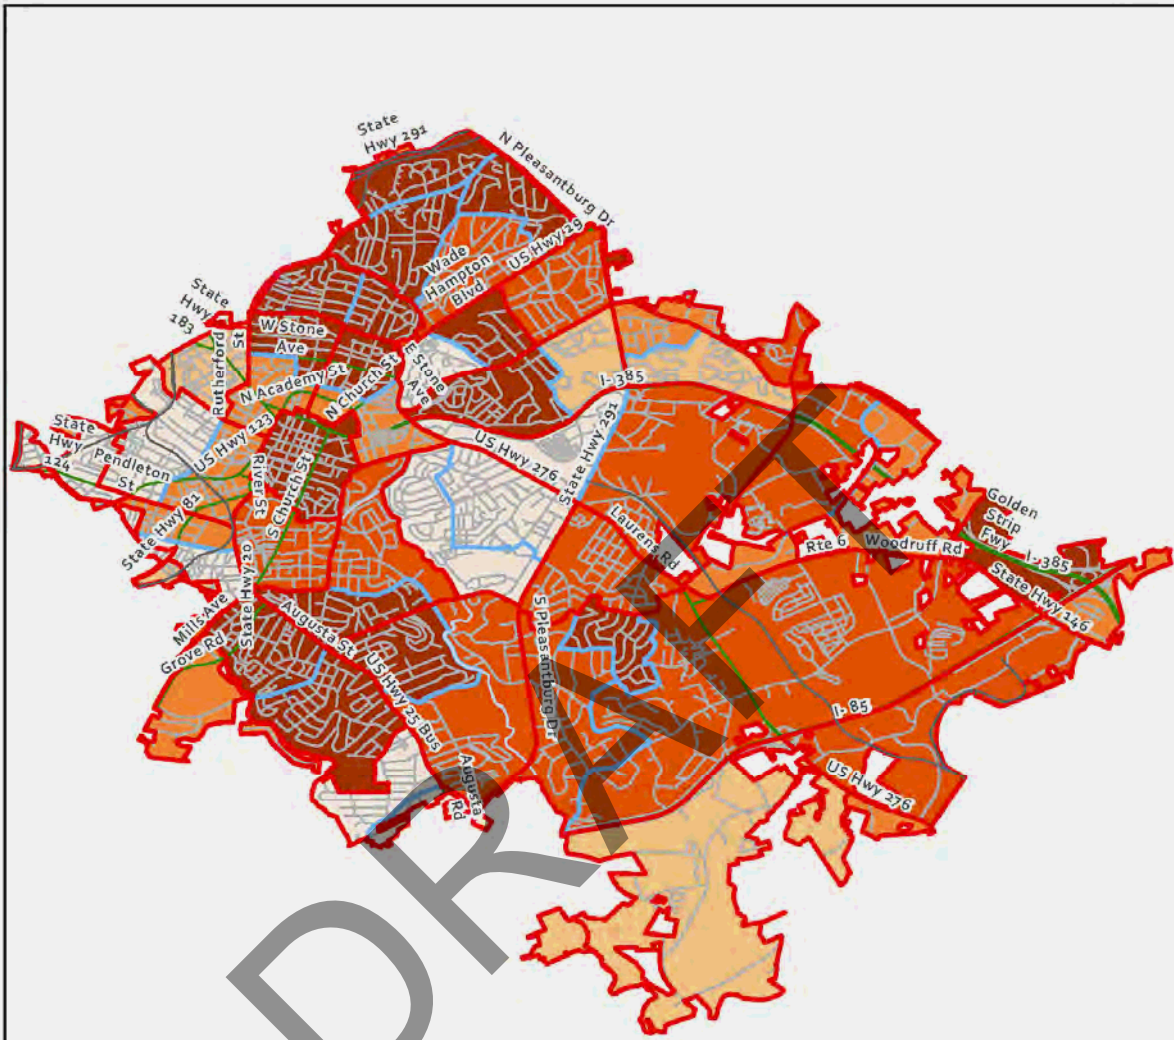 State
Hwy 291
N Pleasantburg Dr
US Hwy 29
Wade
Hampton
Blvd
State
Hwy
183
Rutherford
St
W Stone
Ave
E Stone
Ave
N Academy St
N Church St
I-385
State Hwy 291
US Hwy 276
State
Hwy
124
Pendleton
St
US Hwy 123
River St
S Church St
State Hwy 81
State Hwy 20
Laurens Rd
Rte 6
Woodruff Rd
Golden
Strip
Fwy
I-385
State Hwy 146
Mills Ave
Grove Rd
Augusta St
US Hwy 25 Bus
S Pleasantburg Dr
I-85
US Hwy 276
Augusta
Rd
DRAFT